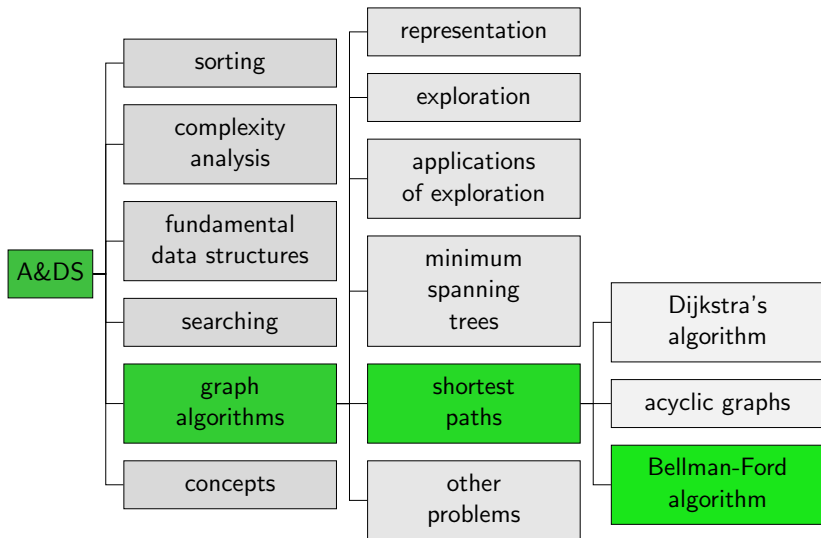 A&DS
sorting
complexity
analysis
fundamental
data structures
searching
graph
algorithms
concepts
representation
exploration
applications
of exploration
minimum
spanning
trees
shortest
paths
other
problems
Dijkstra's
algorithm
acyclic graphs
Bellman-Ford
algorithm